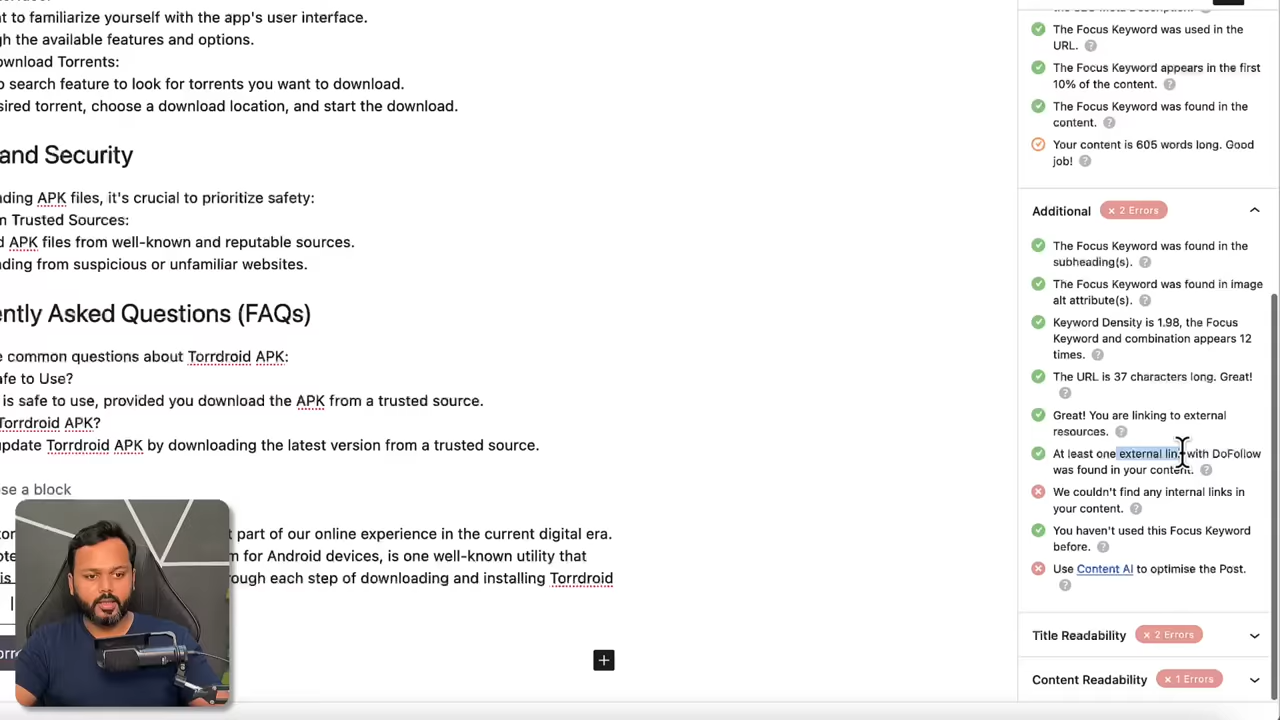 nt to familiarize yourself with the app's user interface.
gh the available features and options.
ownload Torrents:
o search feature to look for torrents you want to download.
sired torrent, choose a download location, and start the download.
and Security
ading APK files, it's crucial to prioritize safety:
m Trusted Sources:
d APK files from well-known and reputable sources.
ading from suspicious or unfamiliar websites.
ently Asked Questions (FAQs)
e common questions about Torrdroid APK:
afe to Use?
is safe to use, provided you download the APK from a trusted source.
Torrdroid APK?
update Torrdroid APK by downloading the latest version from a trusted source.
se a block
t part of our online experience in the current digital era.
m for Android devices, is one well-known utility that
rough each step of downloading and installing Torrdroid
The Focus Keyword was used in the
URL.
The Focus Keyword appears in the first
10% of the content.
The Focus Keyword was found in the
content.
Your content is 605 words long. Good
job!
Additional × 2 Errors
The Focus Keyword was found in the
subheading(s).
The Focus Keyword was found in image
alt attribute(s).
Keyword Density is 1.98, the Focus
Keyword and combination appears 12
times.
The URL is 37 characters long. Great!
Great! You are linking to external
resources.
At least one external link with DoFollow
was found in your content.
We couldn't find any internal links in
your content.
You haven't used this Focus Keyword
before.
Use Content AI to optimise the Post.
Title Readability × 2 Errors
Content Readability × 1 Errors